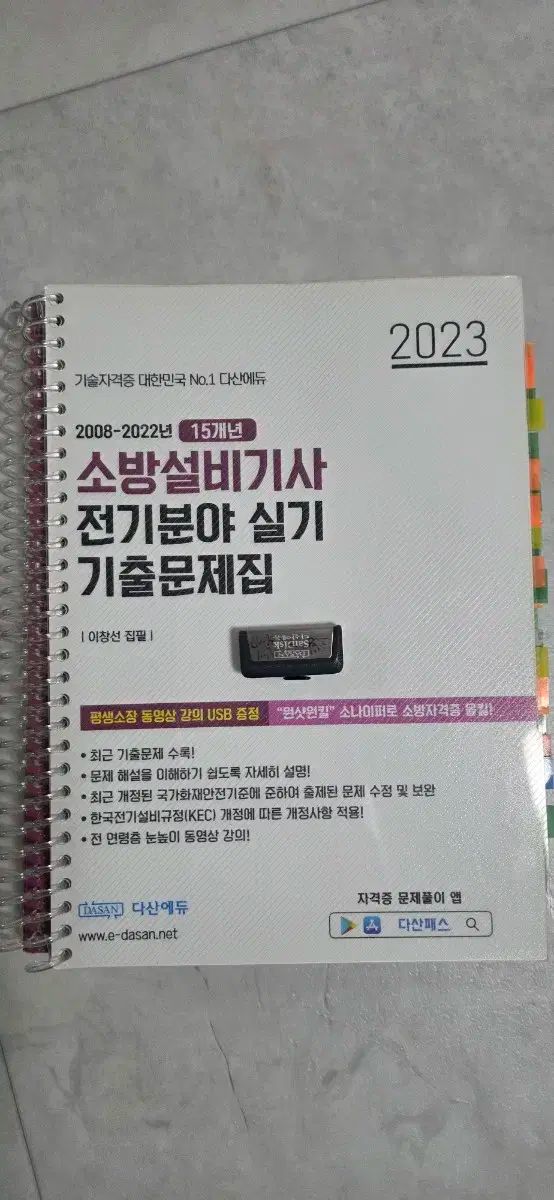 2023
기술자격증 대한민국 No.1 다산에듀
2008-2022년 15개년
소방설비기사
전기분야 실기
기출문제집
| 이창선 집필 |
SanDisk
DASAN
평생소장 동영상 강의 USB 증정 "원샷원킬" 소나이퍼로 소방자격증 올킬!
• 최근 기출문제 수록!
• 문제 해설을 이해하기 쉽도록 자세히 설명!
• 최근 개정된 국가화재안전기준에 준하여 출제된 문제 수정 및 보완
• 한국전기설비규정(KEC) 개정에 따른 개정사항 적용!
• 전 연령층 눈높이 동영상 강의!
DASAN 다산에듀
www.e-dasan.net
자격증 문제풀이 앱
다산패스